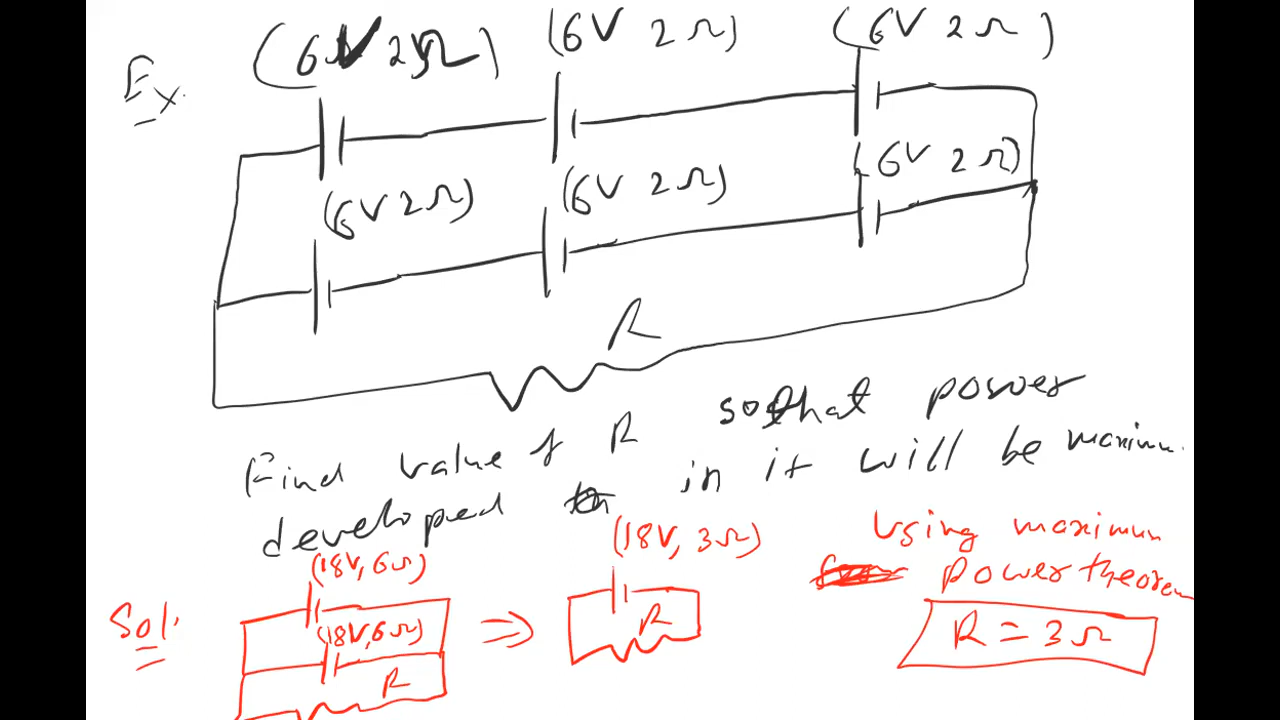 Ex.
(6V 2Ω) (6V 2Ω) (6V 2Ω)
(6V 2Ω) (6V 2Ω) (6V 2Ω)
R
Find value of R so that power
developed in it will be maximum.
Sol:
(18V, 6Ω)
(18V, 6Ω)
R
⇒
(18V, 3Ω)
R
Using maximum
power theorem
R = 3Ω